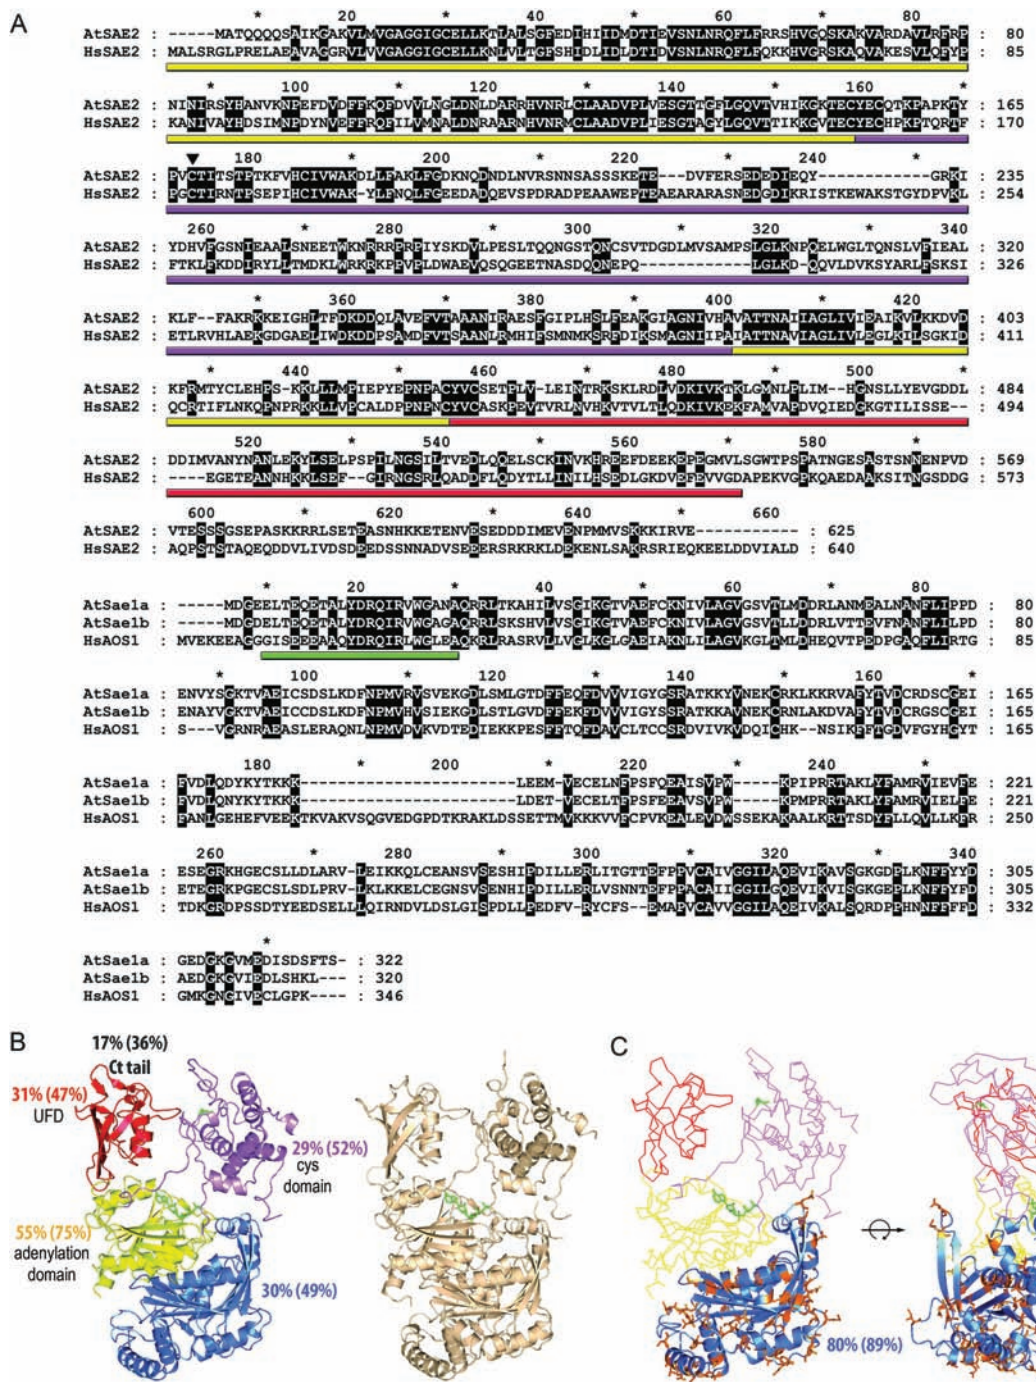 A
* 20 * 40 * 60 * 80
AtSAE2 : -----MATQQQQSAIKGAKVLMVGAGGIGCELLKTLALSGFEDIHIIDMDTIEVSNLNRQFLFRRSHVGQSKAKVARDAVLRFRP : 80
HsSAE2 : MALSRGLPRELAEAVAGGRVLVVGAGGIGCELLKNLVLTGFSHIDLIDLDTIDVSNLNRQFLFQKKHVGRSKAQVAKESVLQFYP : 85
* 100 * 120 * 140 * 160 *
AtSAE2 : NINIRSYHANVKNPEFDVDFFKQFDVVLNGLDNLDARRHVNRLCLAADVPLVESGTTGFLGQVTVHIKGKTECYECQTKPAPKTY : 165
HsSAE2 : KANIVAYHDSIMNPDYNVEFFRQFILVMNALDNRAARNHVNRMCLAADVPLIESGTAGYLGQVTTIKKGVTECYECHPKPTQRTF : 170
180 * 200 * 220 * 240 *
AtSAE2 : PVCTITSTPTKFVHCIVWAKDLLFAKLFGDKNQDNDLNVRSNNSASSSKETE---DVFERSEDEDIEQY-----------GRKI : 235
HsSAE2 : PGCTIRNTPSEPIHCIVWAK-YLFNQLFGEEDADQEVSPDRADPEAAWEPTEAEARARASNEDGDIKRISTKEWAKSTGYDPVKL : 254
260 * 280 * 300 * 320 * 340
AtSAE2 : YDHVFGSNIEAALSNEETWKNRRRPRPIYSKDVLPESLTQQNGSTQNCSVTDGDLMVSAMPSLGLKNPQELWGLTQNSLVFIEAL : 320
HsSAE2 : FTKLFKDDIRYLLTMDKLWRKRKPPVPLDWAEVQSQGEETNASDQQNEPQ------------LGLKD-QQVLDVKSYARLFSKSI : 326
* 360 * 380 * 400 * 420
AtSAE2 : KLF--FAKRKKEIGHLTFDKDDQLAVEFVTAAANIRAESFGIPLHSLFEAKGIAGNIVHAVATTNAIIAGLIVIEAIKVLKKDVD : 403
HsSAE2 : ETLRVHLAEKGDGAELIWDKDDPSAMDFVTSAANLRMHIFSMNMKSRFDIKSMAGNIIPAIATTNAVIAGLIVLEGLKILSGKID : 411
* 440 * 460 * 480 * 500 *
AtSAE2 : KFRMTYCLEHPS-KKLLLMPIEPYEPNPACYVCSETPLV-LEINTRKSKLRDLVDKIVKTKLGMNLPLIM--HGNSLLYEVGDDL : 484
HsSAE2 : QCRTIFLNKQPNPRKKLLVPCALDPPNPNCYVCASKPEVTVRLNVHKVTVLTLQDKIVKEKFAMVAPDVQIEDGKGTILISSE-- : 494
520 * 540 * 560 * 580 *
AtSAE2 : DDIMVANYNANLEKYLSELPSPILNGSILTVEDLQQELSCKINVKHREEFDEEKEPEGMVLSGWTPSPATNGESASTSNNENPVD : 569
HsSAE2 : ---EGETEANNHKKLSEF--GIRNGSRLQADDFLQDYTLLINILHSEDLGKDVEFEVVGDAPEKVGPKQAEDAAKSITNGSDDG : 573
600 * 620 * 640 * 660
AtSAE2 : VTESSSGSEPASKKRRLSETEASNHKKETENVESEDDDIMEVENPMMVSKKKIRVE----------- : 625
HsSAE2 : AQPSTSTAQEQDDVLIVDSDEEDSSNNADVSEEERSRKRKLDEKENLSAKRSRIEQKEELDDVIALD : 640
* 20 * 40 * 60 * 80
AtSae1a : -----MDGEELTEQETALYDRQIRVWGANAQRRLTKAHILVSGIKGTVAEFCKNIVLAGVGSVTLMDDRLANMEALNANFLIPPD : 80
AtSae1b : -----MDGDELTEQETALYDRQIRVWGAGAQRRLSKSHVLVSGIKGTVAEFCKNIVLAGVGSVTLLDDRLVTTEVFNANFLILPD : 80
HsAOS1 : MVEKEEAGGGISEEEAAQYDRQIRLWGLEAQKRLRASRVLLVGLKGLGAEIAKNLILAGVKGLTMLDHEQVTPEDPGAQFLIRTG : 85
* 100 * 120 * 140 * 160 *
AtSae1a : ENVYSGKTVAEICSDSLKDFNPMVRVSVEKGDLSMLGTDFFEQFDVVVIGYGSRATKKYVNEKCRKLKKRVAFYTVDCRDSCGEI : 165
AtSae1b : ENAYVGKTVAEICCDSLKDFNPMVHVSIEKGDLSTLGVDFFEKFDVVVIGYSSRATKKAVNEKCRNLAKDVAFYTVDCRGSCGEI : 165
HsAOS1 : S--VGRNRAEASLERAQNLNPMVDVKVDTEDIEKKPESFFTQFDAVCLTCCSRDVIVKVDQICHK--NSIKFFTGDVFGYHGYT : 165
180 * 200 * 220 * 240 *
AtSae1a : FVDLQDYKYTKKK-----------------------LEEM-VECELNFPSFQEAISVPW----KPIPRRTAKLYFAMRVIEVFE : 221
AtSae1b : FVDLQNYKYTKKK-----------------------LDET-VECELTFPSFEEAVSVPW----KPMPRRTAKLYFAMRVIELFE : 221
HsAOS1 : FANLGEHEFVEEKTKVAKVSQGVEDGPDTKRAKLDSSETTMVKKKVVFCPVKEALEVDWSSEKAKAALKRTTSDYFLLQVLLKFR : 250
260 * 280 * 300 * 320 * 340
AtSae1a : ESEGRKHGECSLLDLARVL-EIKKQLCEANSVSESHIPDILLERLITGTTEFPPVCAIVGGILAQEVIKAVSGKGDPLKNFFYYD : 305
AtSae1b : ETEGRKPGECSLSDLPRVL-KLKKELCEGNSVSENHIPDILLERLVSNNTEFPPACAIIGGILGQEVIKVISGKGEPLKNFFYFD : 305
HsAOS1 : TDKGRDPSSDTYEEDSELLLQIRNDVLDSLGISPDLLPEDFV-RYCFS--EMAPVCAVVGGILAQEIVKALSQRDPPHNNFFFFD : 332
*
AtSae1a : GEDGKGVMEDISDSFTS- : 322
AtSae1b : AEDGKGVIEDLSHKL--- : 320
HsAOS1 : GMKGNGIVECLGPK---- : 346
B
17% (36%)
Ct tail
31% (47%)
UFD
29% (52%)
cys
domain
55% (75%)
adenylation
domain
30% (49%)
C
80% (89%)